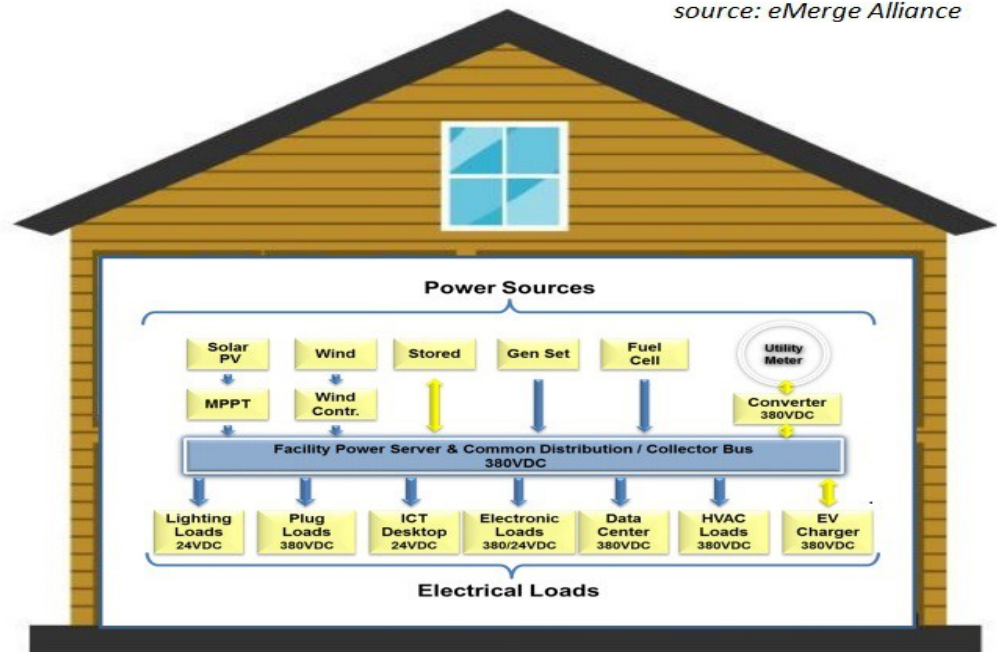 source: eMerge Alliance
Power Sources
Solar
PV
Wind
Stored
Gen Set
Fuel
Cell
Utility
Meter
MPPT
Wind
Contr.
Converter
380VDC
Facility Power Server & Common Distribution / Collector Bus
380VDC
Lighting
Loads
24VDC
Plug
Loads
380VDC
ICT
Desktop
24VDC
Electronic
Loads
380/24VDC
Data
Center
380VDC
HVAC
Loads
380VDC
EV
Charger
380VDC
Electrical Loads